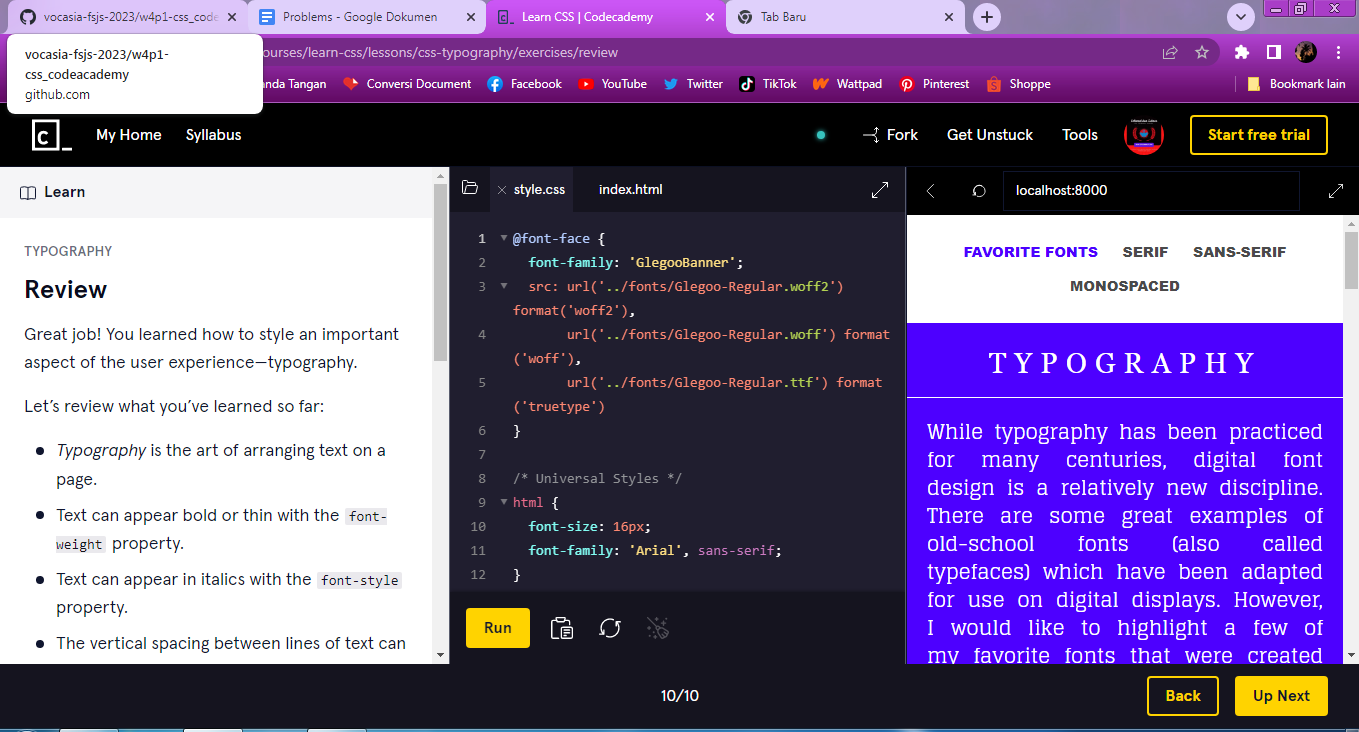 vocasia-fsjs-2023/w4p1-css_code
Problems - Google Dokumen
Learn CSS | Codecademy
Tab Baru
vocasia-fsjs-2023/w4p1-
css_codeacademy
github.com
ourses/learn-css/lessons/css-typography/exercises/review
nda Tangan
Conversi Document
Facebook
YouTube
Twitter
TikTok
Wattpad
Pinterest
Shoppe
Bookmark lain
c
My Home
Syllabus
Fork
Get Unstuck
Tools
Start free trial
Learn
TYPOGRAPHY
Review
Great job! You learned how to style an important
aspect of the user experience—typography.
Let's review what you've learned so far:
Typography is the art of arranging text on a
page.
Text can appear bold or thin with the font-
weight property.
Text can appear in italics with the font-style
property.
The vertical spacing between lines of text can
style.css
index.html
1 @font-face {
2 font-family: 'GlegooBanner';
3 src: url('../fonts/Glegoo-Regular.woff2')
format('woff2'),
4 url('../fonts/Glegoo-Regular.woff') format
('woff'),
5 url('../fonts/Glegoo-Regular.ttf') format
('truetype')
6 }
7
8 /* Universal Styles */
9 html {
10 font-size: 16px;
11 font-family: 'Arial', sans-serif;
12 }
Run
localhost:8000
FAVORITE FONTS SERIF SANS-SERIF
MONOSPACED
TYPOGRAPHY
While typography has been practiced
for many centuries, digital font
design is a relatively new discipline.
There are some great examples of
old-school fonts (also called
typefaces) which have been adapted
for use on digital displays. However,
I would like to highlight a few of
my favorite fonts that were created
10/10
Back
Up Next